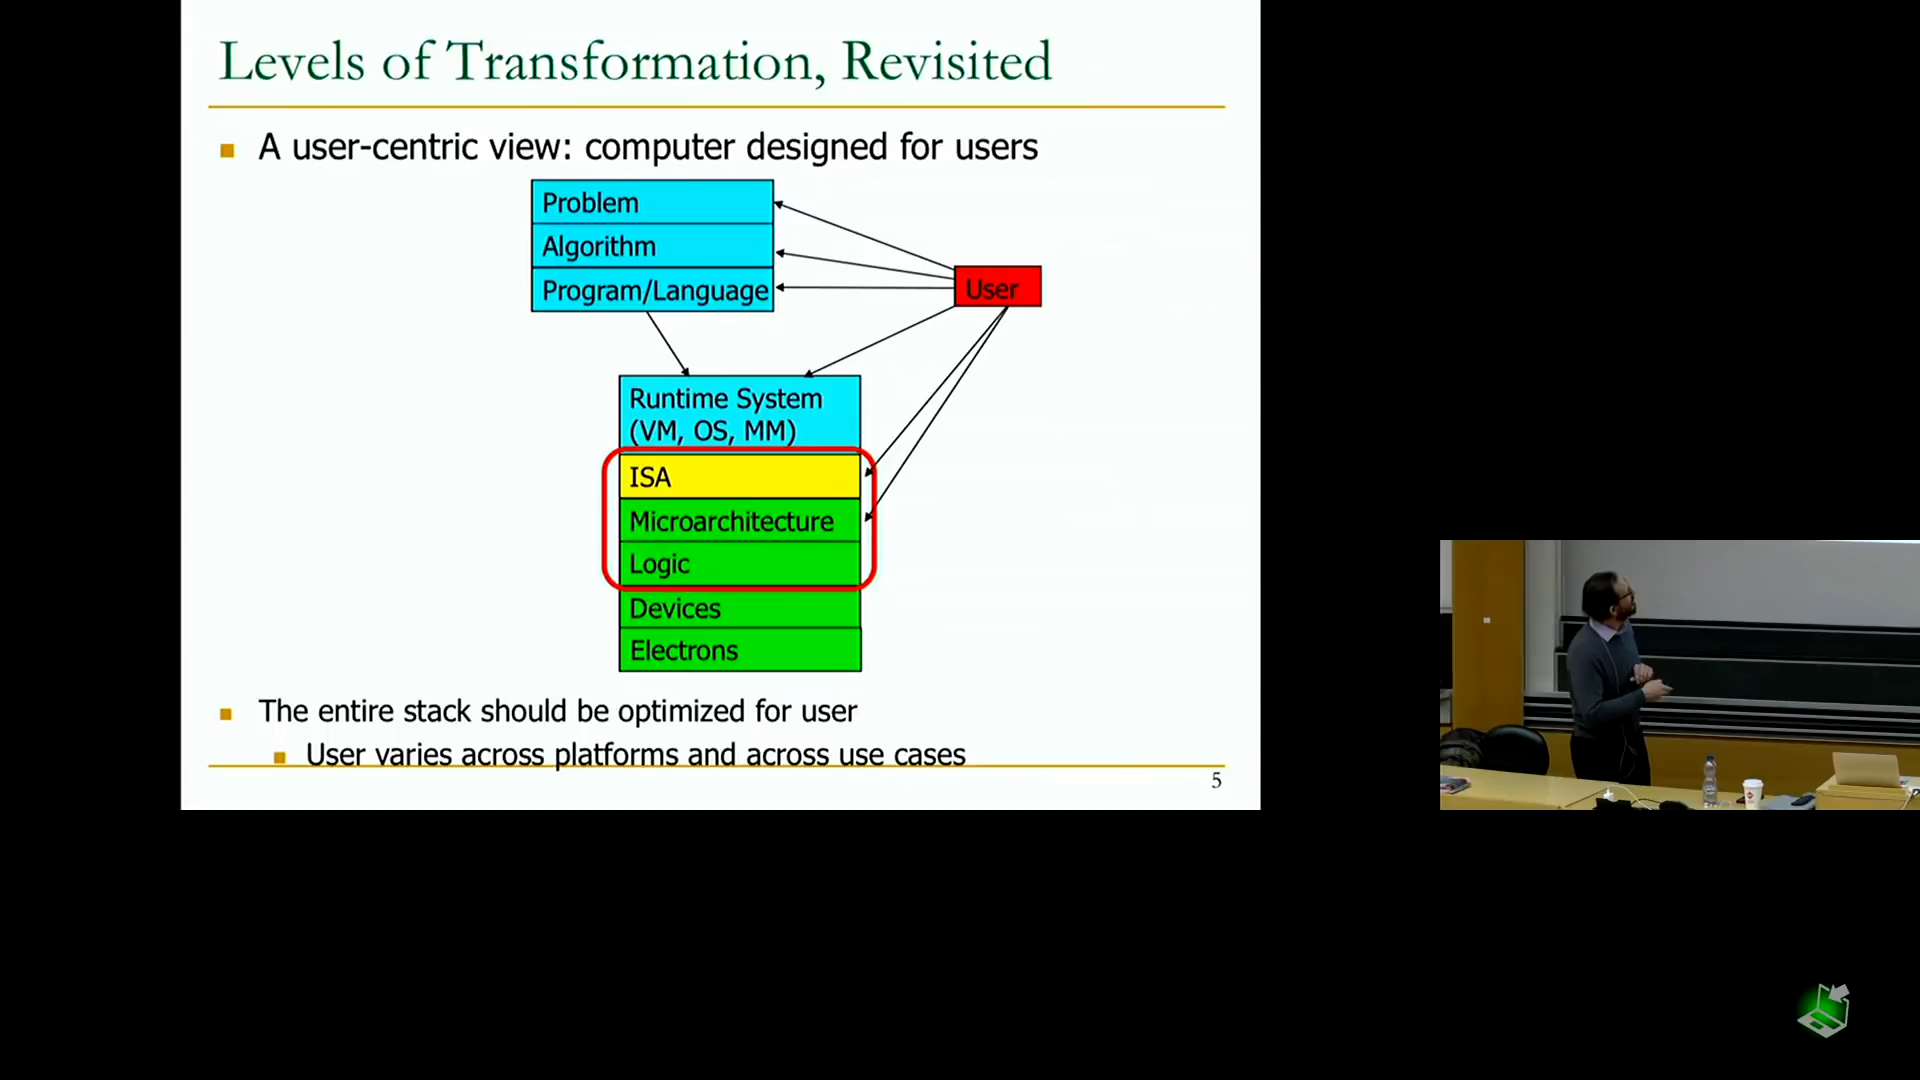 Levels of Transformation, Revisited
A user-centric view: computer designed for users
Problem
Algorithm
Program/Language
User
Runtime System
(VM, OS, MM)
ISA
Microarchitecture
Logic
Devices
Electrons
The entire stack should be optimized for user
User varies across platforms and across use cases
5